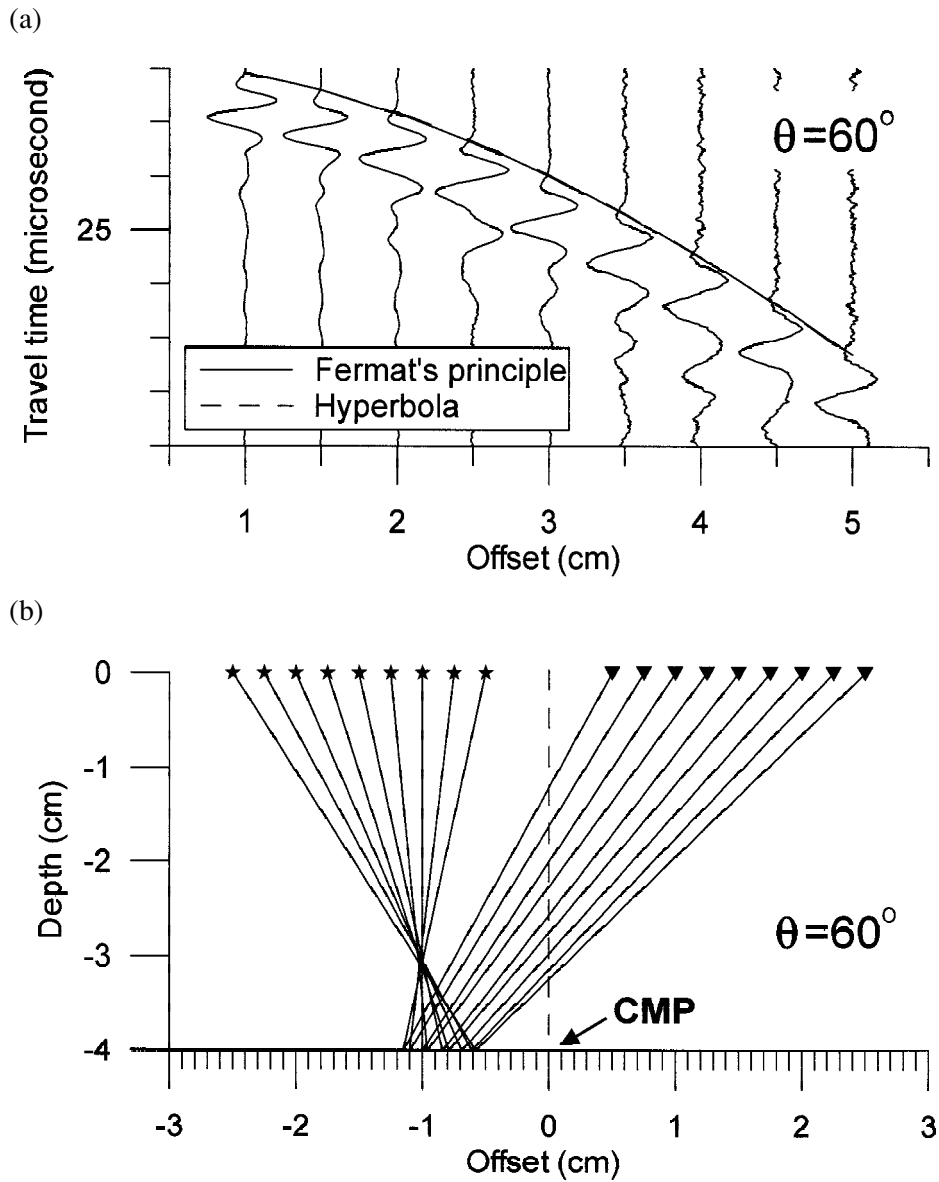 (a)
Travel time (microsecond)
25
θ=60°
Fermat's principle
Hyperbola
1 2 3 4 5
Offset (cm)
(b)
Depth (cm)
0
-1
-2
-3
-4
θ=60°
CMP
-3 -2 -1 0 1 2 3
Offset (cm)